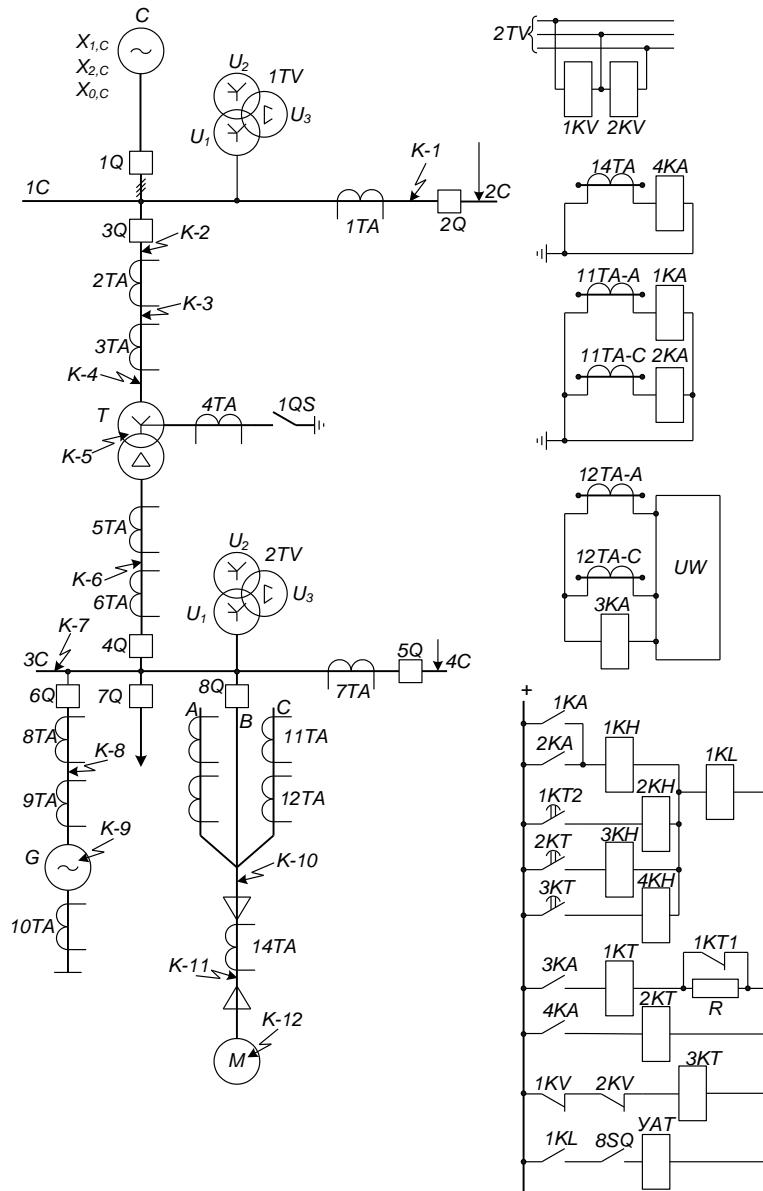 C
X1,C
X2,C
X0,C
U2
1TV
U3
U1
1Q
K-1
1C
2C
1TA
2Q
3Q
K-2
2TA
K-3
3TA
K-4
T
4TA
1QS
K-5
5TA
K-6
6TA
U2
2TV
U3
U1
K-7
4Q
5Q
3C
4C
7TA
6Q
7Q
8Q
A
B
C
8TA
11TA
K-8
9TA
12TA
K-9
G
K-10
10TA
14TA
K-11
K-12
M
2TV
1KV
2KV
14TA
4KA
11TA-A
1KA
11TA-C
2KA
12TA-A
12TA-C
UW
3KA
+
1KA
1KH
1KL
2KA
2KH
1KT2
3KH
2KT
4KH
3KT
1KT1
3KA
1KT
R
2KT
4KA
3KT
1KV
2KV
1KL
8SQ
УAT